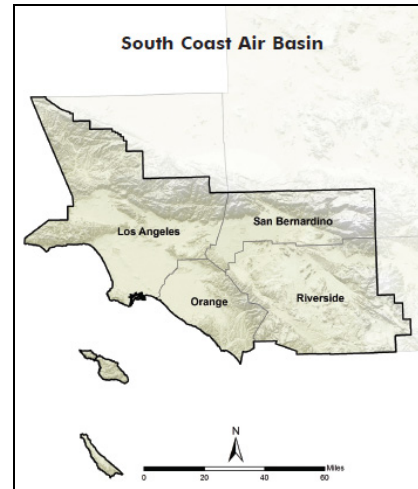 South Coast Air Basin
San Bernardino
Los Angeles
Riverside
Orange
N
Miles
0 20 40 60